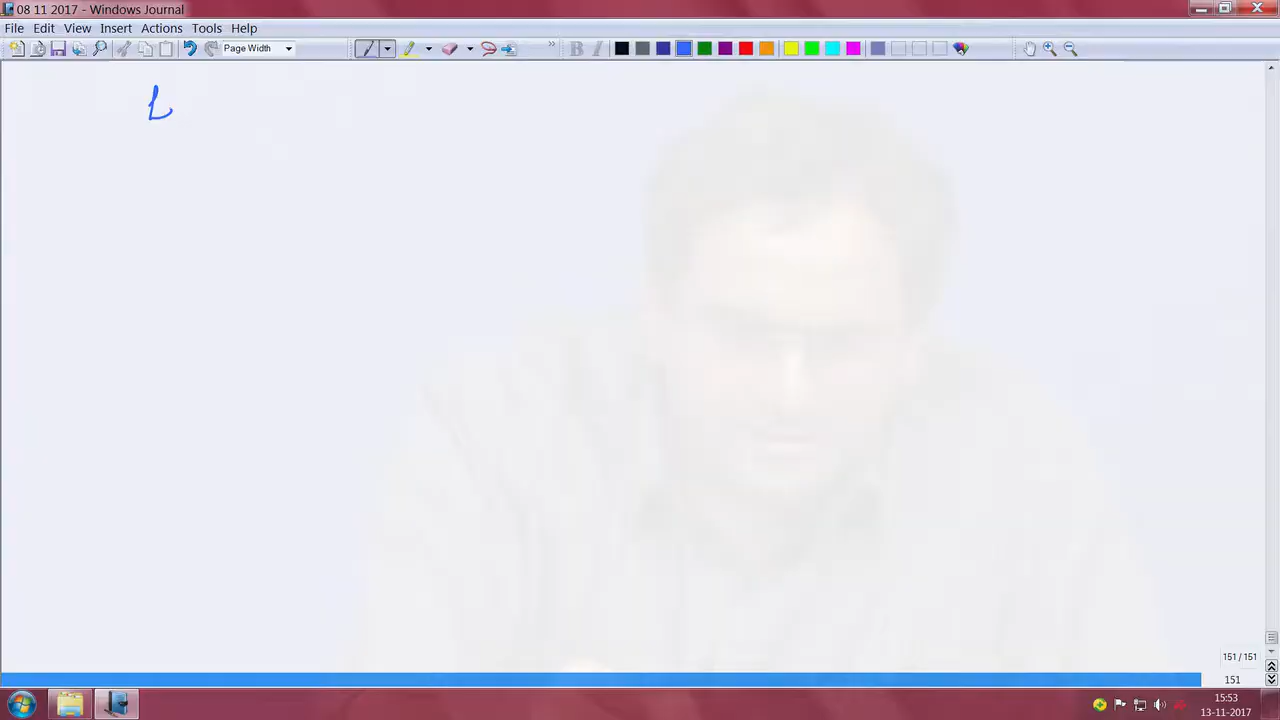 08 11 2017 - Windows Journal
File Edit View Insert Actions Tools Help
Page Width
B I
L
151 / 151
151
15:53
13-11-2017